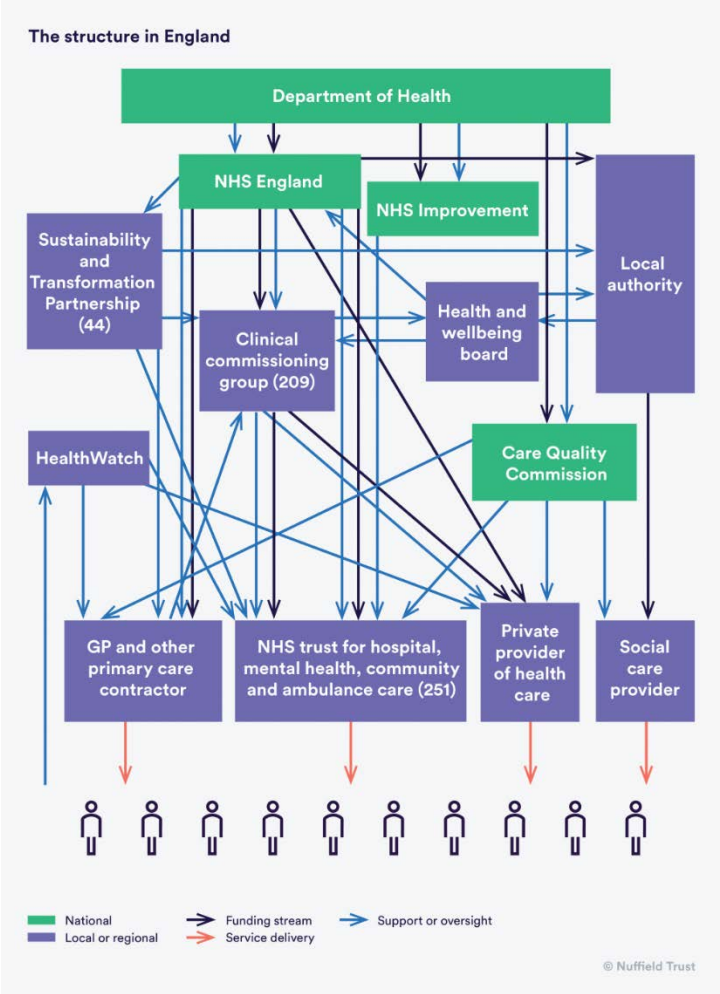 The structure in England
Department of Health
NHS England
NHS Improvement
Sustainability
and
Transformation
Partnership
(44)
Local
authority
Clinical
commissioning
group (209)
Health and
wellbeing
board
HealthWatch
Care Quality
Commission
GP and other
primary care
contractor
NHS trust for hospital,
mental health, community
and ambulance care (251)
Private
provider
of health
care
Social
care
provider
National
Local or regional
Funding stream
Service delivery
Support or oversight
© Nuffield Trust